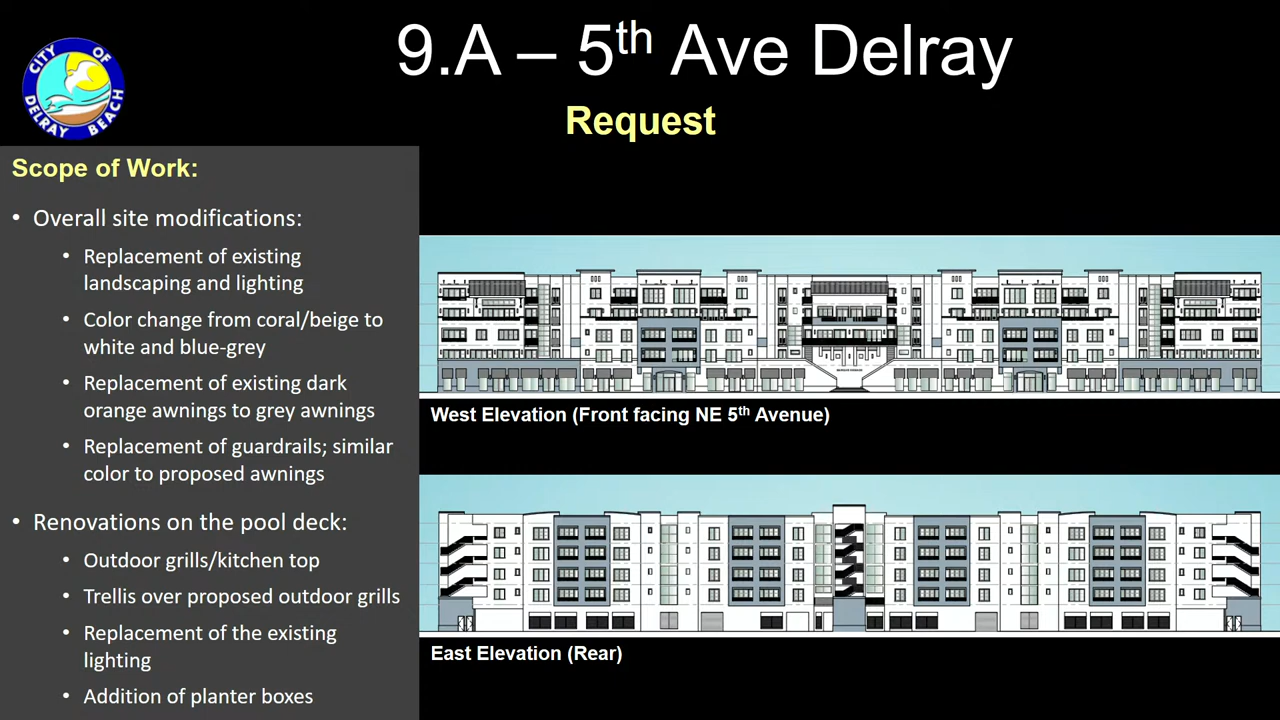 CITY OF
DELRAY BEACH
9.A – 5th Ave Delray
Request
Scope of Work:
• Overall site modifications:
• Replacement of existing
landscaping and lighting
• Color change from coral/beige to
white and blue-grey
• Replacement of existing dark
orange awnings to grey awnings
• Replacement of guardrails; similar
color to proposed awnings
• Renovations on the pool deck:
• Outdoor grills/kitchen top
• Trellis over proposed outdoor grills
• Replacement of the existing
lighting
• Addition of planter boxes
West Elevation (Front facing NE 5th Avenue)
East Elevation (Rear)